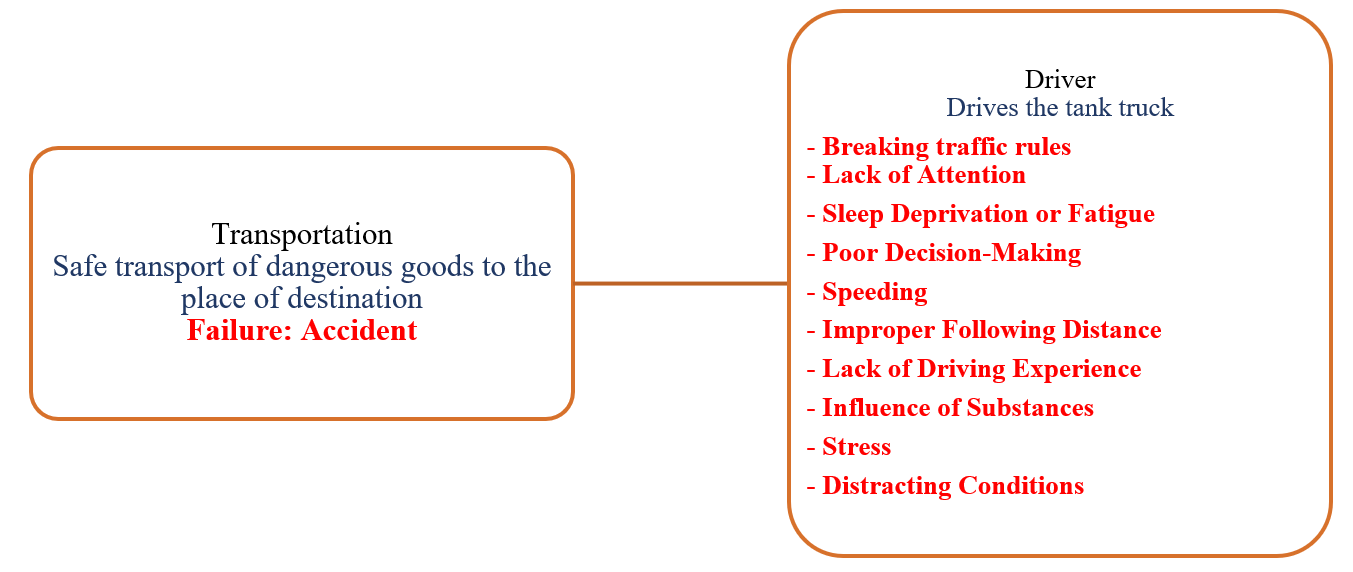 Transportation
Safe transport of dangerous goods to the
place of destination
Failure: Accident
Driver
Drives the tank truck
- Breaking traffic rules
- Lack of Attention
- Sleep Deprivation or Fatigue
- Poor Decision-Making
- Speeding
- Improper Following Distance
- Lack of Driving Experience
- Influence of Substances
- Stress
- Distracting Conditions